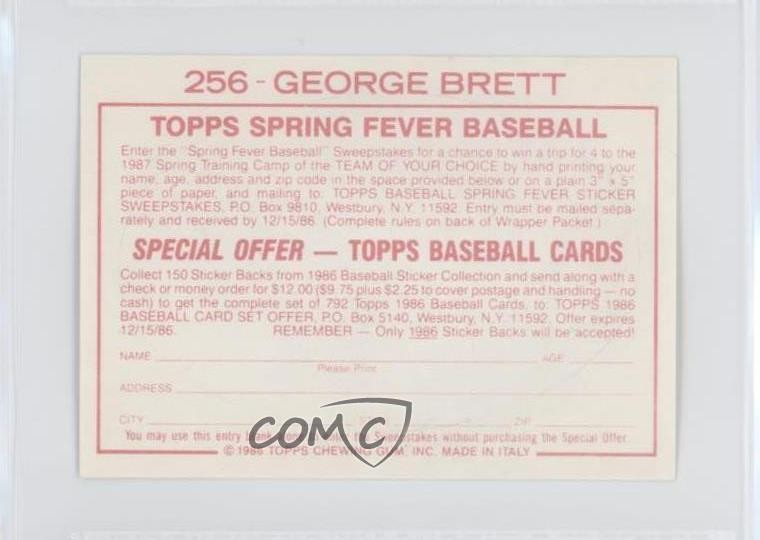 256 - GEORGE BRETT
TOPPS SPRING FEVER BASEBALL
Enter the "Spring Fever Baseball" Sweepstakes for a chance to win a trip for 4 to the
1987 Spring Training Camp of the TEAM OF YOUR CHOICE by hand printing your
name, age, address and zip code in the space provided below or on a plain 3" x 5"
piece of paper, and mailing to: TOPPS BASEBALL SPRING FEVER STICKER
SWEEPSTAKES, P.O. Box 9810, Westbury, N.Y. 11592. Entry must be mailed sepa-
rately and received by 12/15/86. (Complete rules on back of Wrapper Packet.)
SPECIAL OFFER — TOPPS BASEBALL CARDS
Collect 150 Sticker Backs from 1986 Baseball Sticker Collection and send along with a
check or money order for $12.00 ($9.75 plus $2.25 to cover postage and handling — no
cash) to get the complete set of 792 Topps 1986 Baseball Cards, to: TOPPS 1986
BASEBALL CARD SET OFFER, P.O. Box 5140, Westbury, N.Y. 11592. Offer expires
12/15/86. REMEMBER — Only 1986 Sticker Backs will be accepted!
NAME AGE
Please Print
ADDRESS
CITY ZIP
You may use this entry blank the Sweepstakes without purchasing the Special Offer.
© 1986 TOPPS CHEWING GUM, INC. MADE IN ITALY
COMC